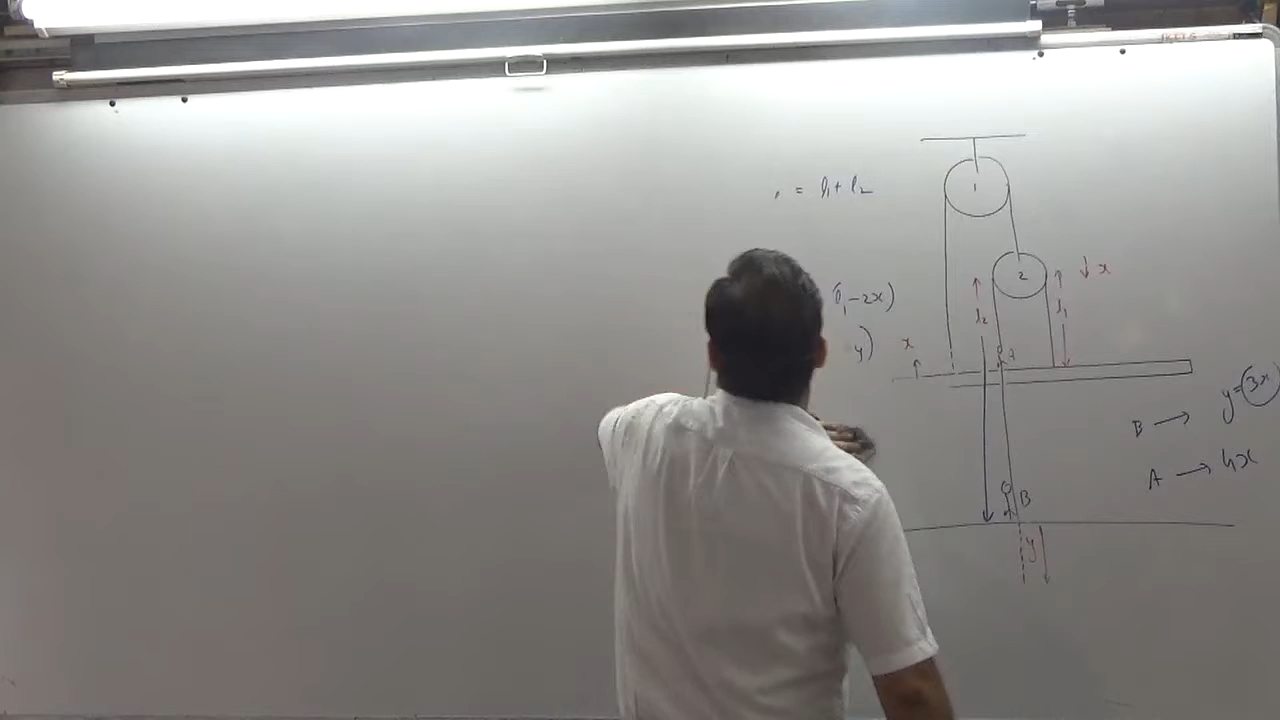 1
= l₁ + l₂
2
↓ x
(l₁ - 2x)
l₂
l₁
y)
x
A
B → y = 3x
A → 4x
B
y